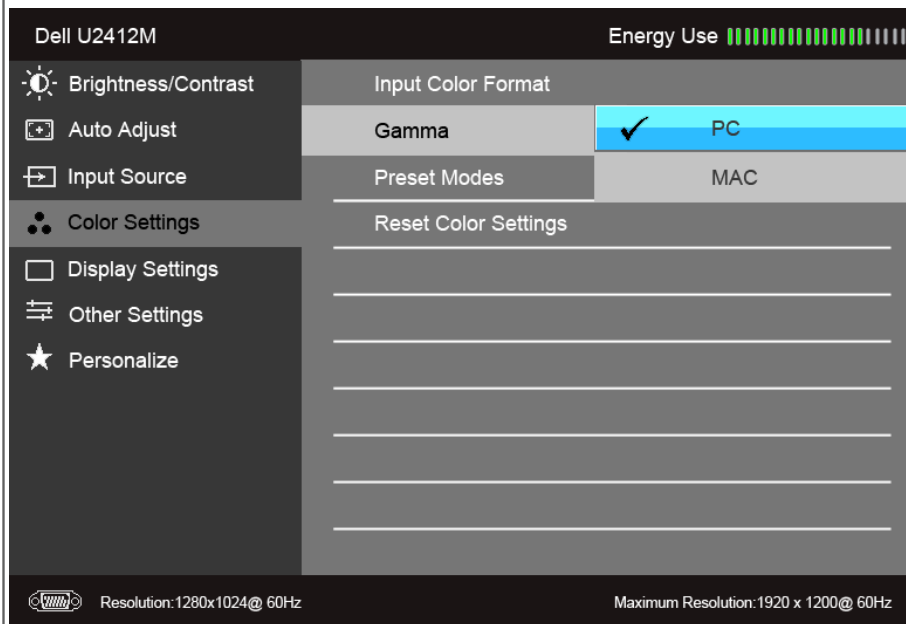 Dell U2412M
Energy Use
Brightness/Contrast
Auto Adjust
Input Source
Color Settings
Display Settings
Other Settings
Personalize
Input Color Format
Gamma
PC
Preset Modes
MAC
Reset Color Settings
Resolution:1280x1024@ 60Hz
Maximum Resolution:1920 x 1200@ 60Hz